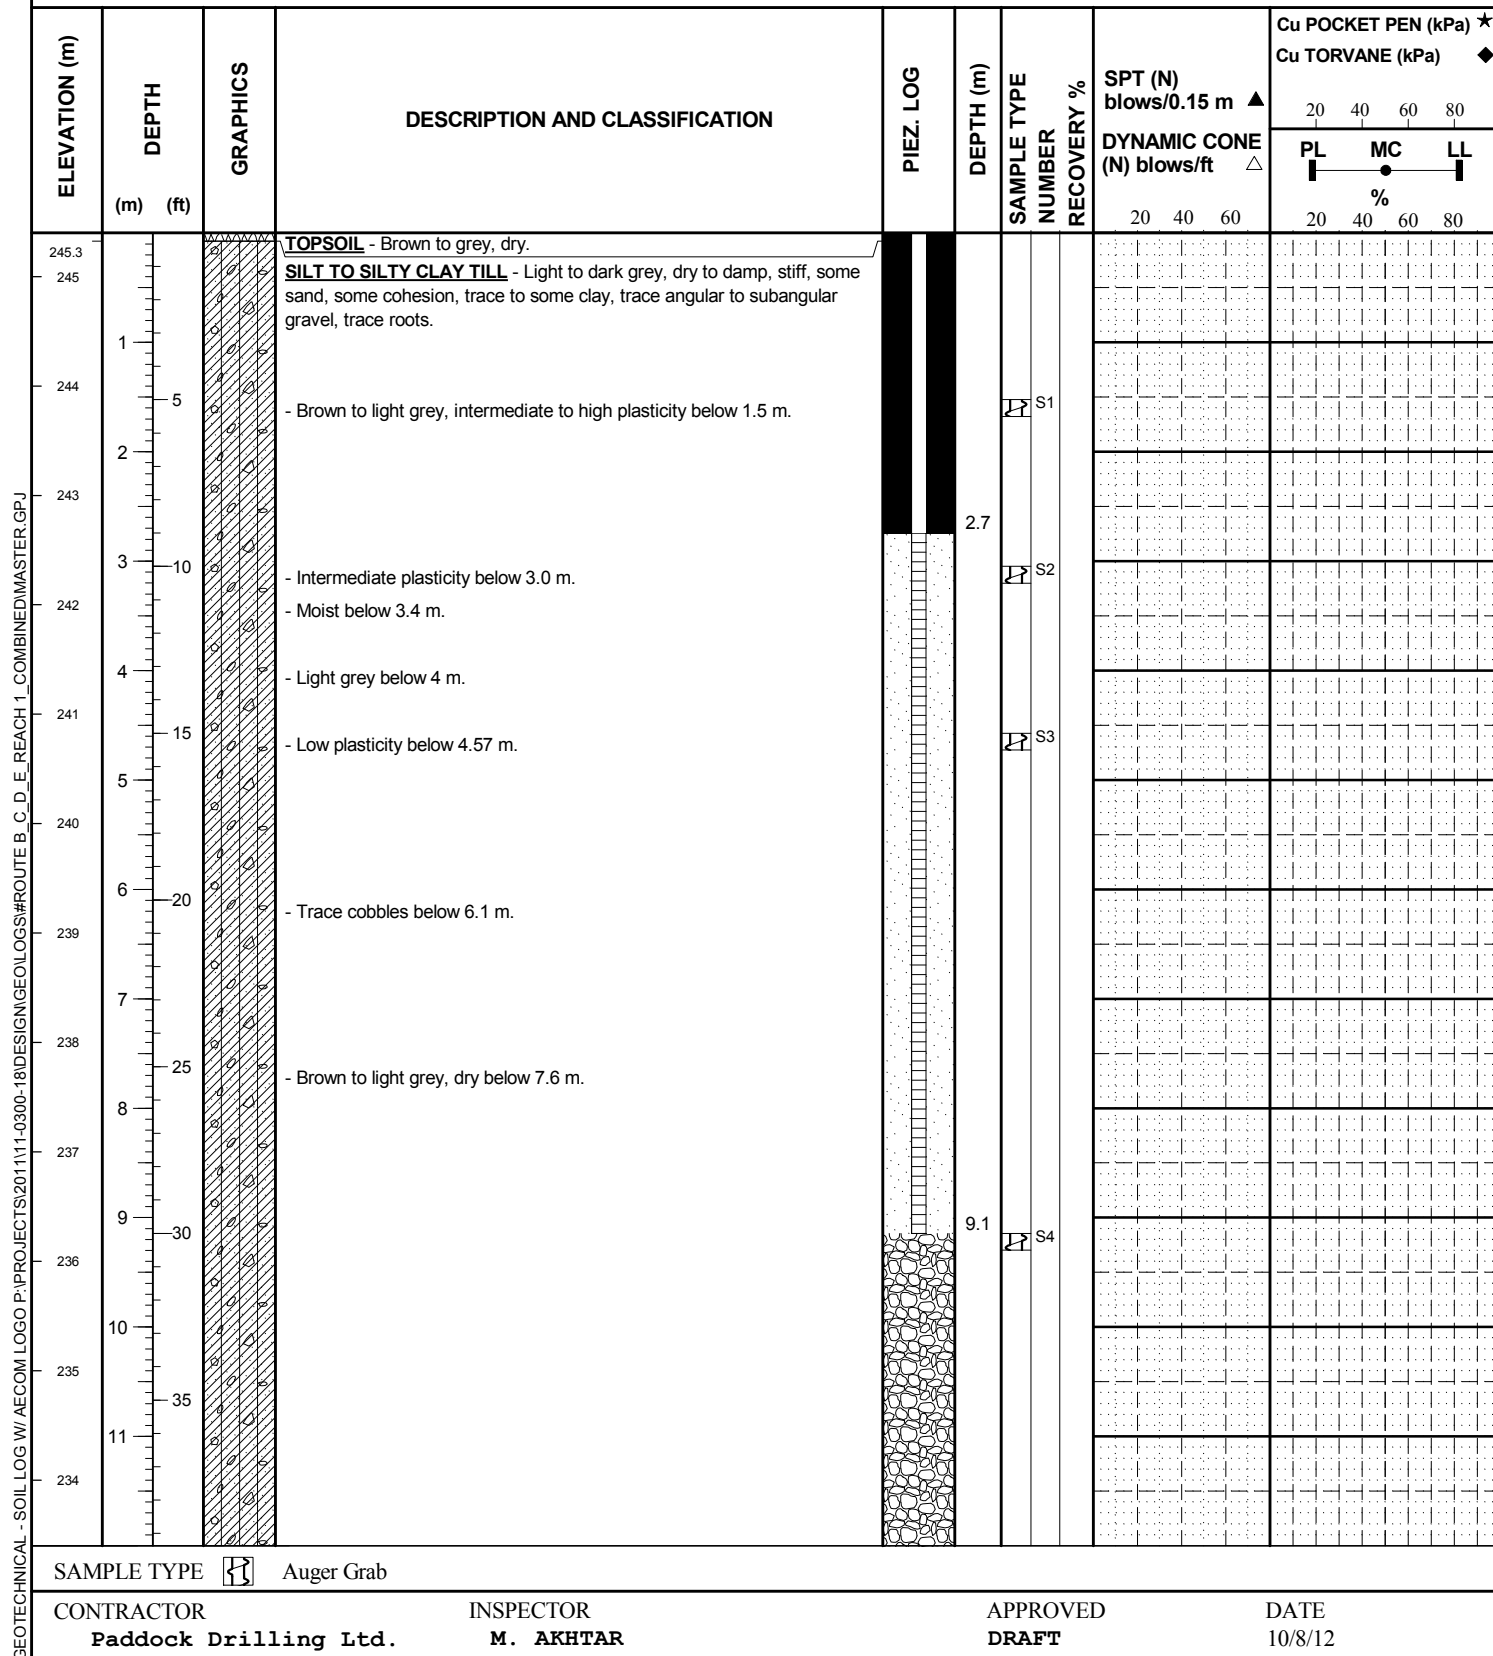 ELEVATION (m)
DEPTH
(m) (ft)
GRAPHICS
DESCRIPTION AND CLASSIFICATION
PIEZ. LOG
DEPTH (m)
SAMPLE TYPE
NUMBER
RECOVERY %
SPT (N)
blows/0.15 m ▲
DYNAMIC CONE
(N) blows/ft △
20 40 60
Cu POCKET PEN (kPa) ★
Cu TORVANE (kPa) ◆
20 40 60 80
PL MC LL
%
20 40 60 80
245.3
TOPSOIL - Brown to grey, dry.
245
SILT TO SILTY CLAY TILL - Light to dark grey, dry to damp, stiff, some
sand, some cohesion, trace to some clay, trace angular to subangular
gravel, trace roots.
1
244
5
- Brown to light grey, intermediate to high plasticity below 1.5 m.
S1
2
243
2.7
3
10
- Intermediate plasticity below 3.0 m.
S2
242
- Moist below 3.4 m.
4
- Light grey below 4 m.
241
15
- Low plasticity below 4.57 m.
S3
5
240
6
20
- Trace cobbles below 6.1 m.
239
7
238
25
- Brown to light grey, dry below 7.6 m.
8
237
9
9.1
30
S4
236
10
235
35
11
234
GEOTECHNICAL - SOIL LOG W/ AECOM LOGO P:\PROJECTS\2011\11-0300-18\DESIGN\GEO\LOGS\#ROUTE B_C_D_E_REACH 1_COMBINED\MASTER.GPJ
SAMPLE TYPE Auger Grab
CONTRACTOR INSPECTOR APPROVED DATE
Paddock Drilling Ltd. M. AKHTAR DRAFT 10/8/12